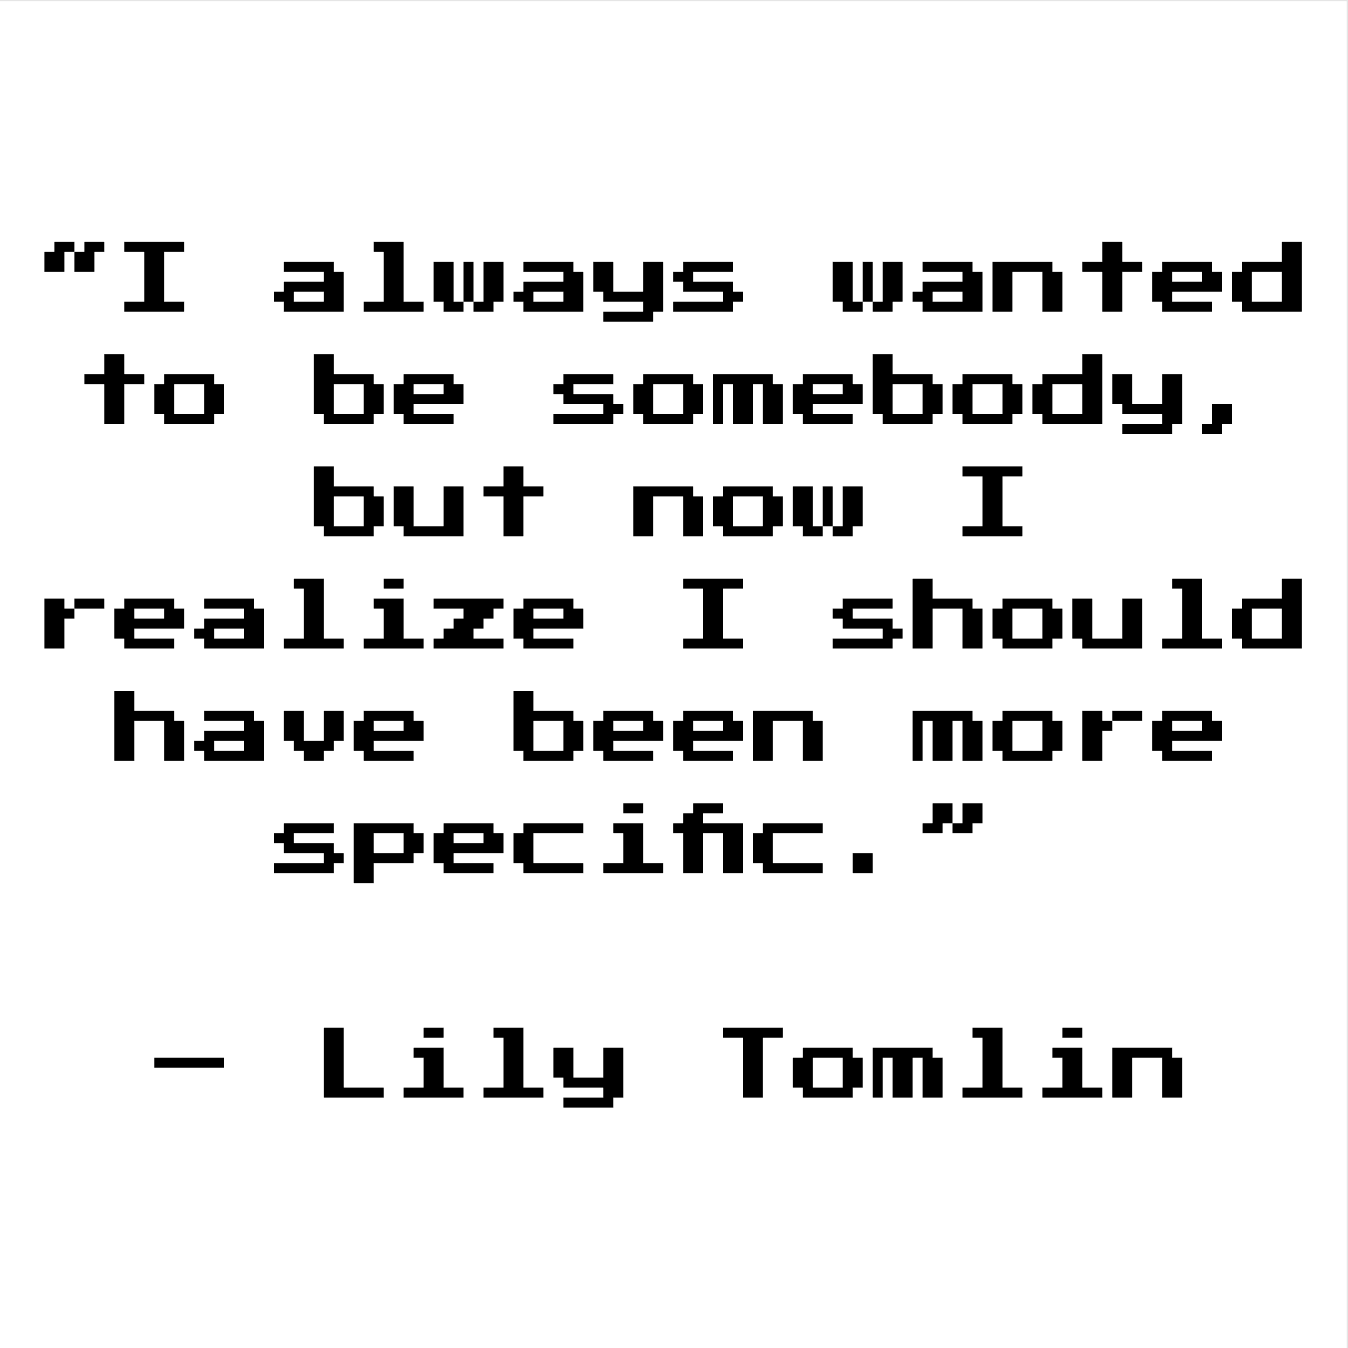 “I always wanted
to be somebody,
but now I
realize I should
have been more
specific.”
— Lily Tomlin